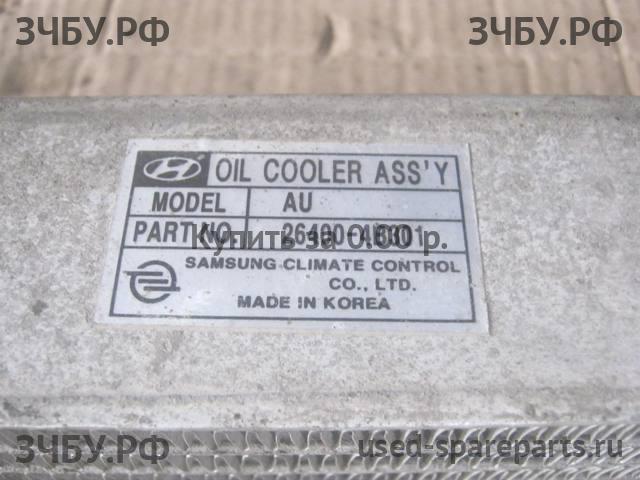 ЗЧБУ.РФ ЗЧБУ.РФ
OIL COOLER ASS'Y
MODEL AU
PART NO.
Купить за 0.00 р.
SAMSUNG CLIMATE CONTROL
CO., LTD.
MADE IN KOREA
ЗЧБУ.РФ used-spareparts.ru